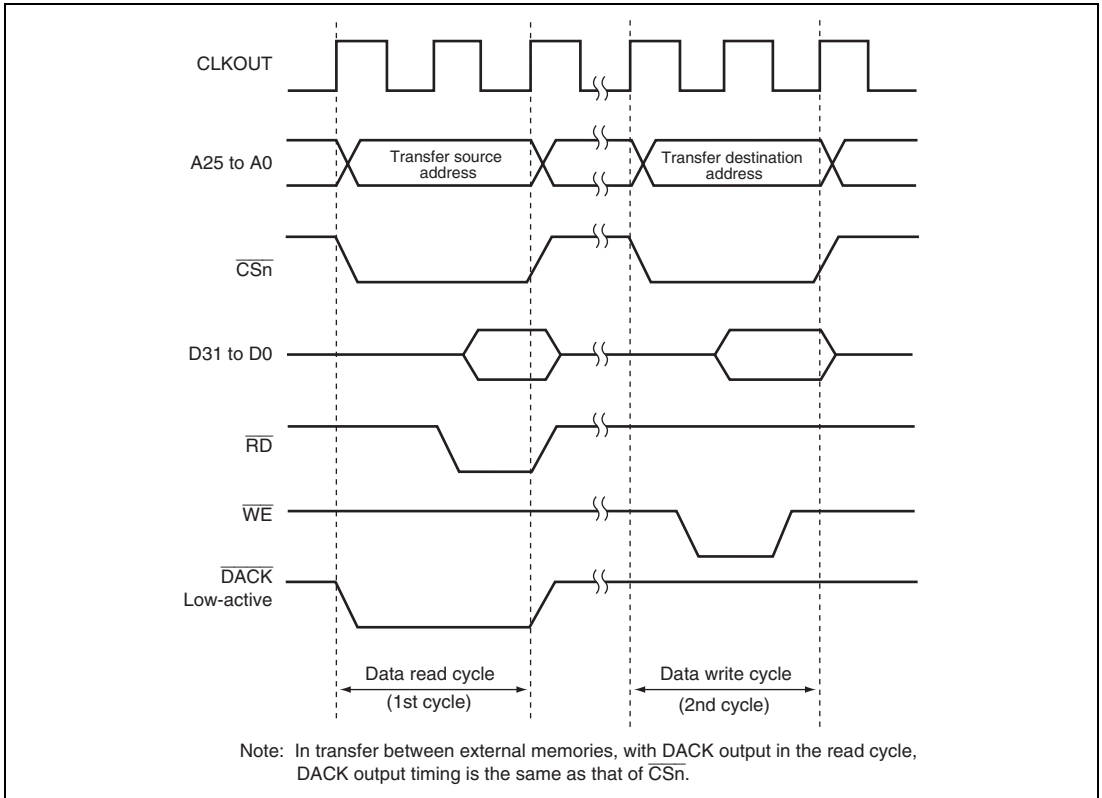 CLKOUT
A25 to A0
Transfer source
address
Transfer destination
address
CSn
D31 to D0
RD
WE
DACK
Low-active
Data read cycle
(1st cycle)
Data write cycle
(2nd cycle)
Note: In transfer between external memories, with DACK output in the read cycle,
DACK output timing is the same as that of CSn.